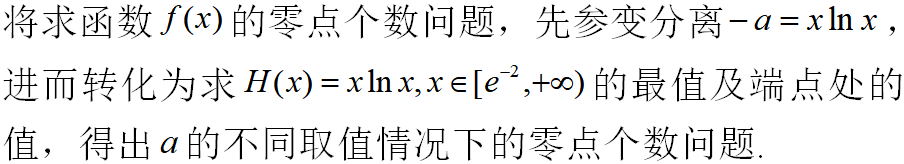 将求函数 f(x) 的零点个数问题，先参变分离 −a = x ln x，
进而转化为求 H(x) = x ln x, x ∈ [e⁻², +∞) 的最值及端点处的
值，得出 a 的不同取值情况下的零点个数问题.